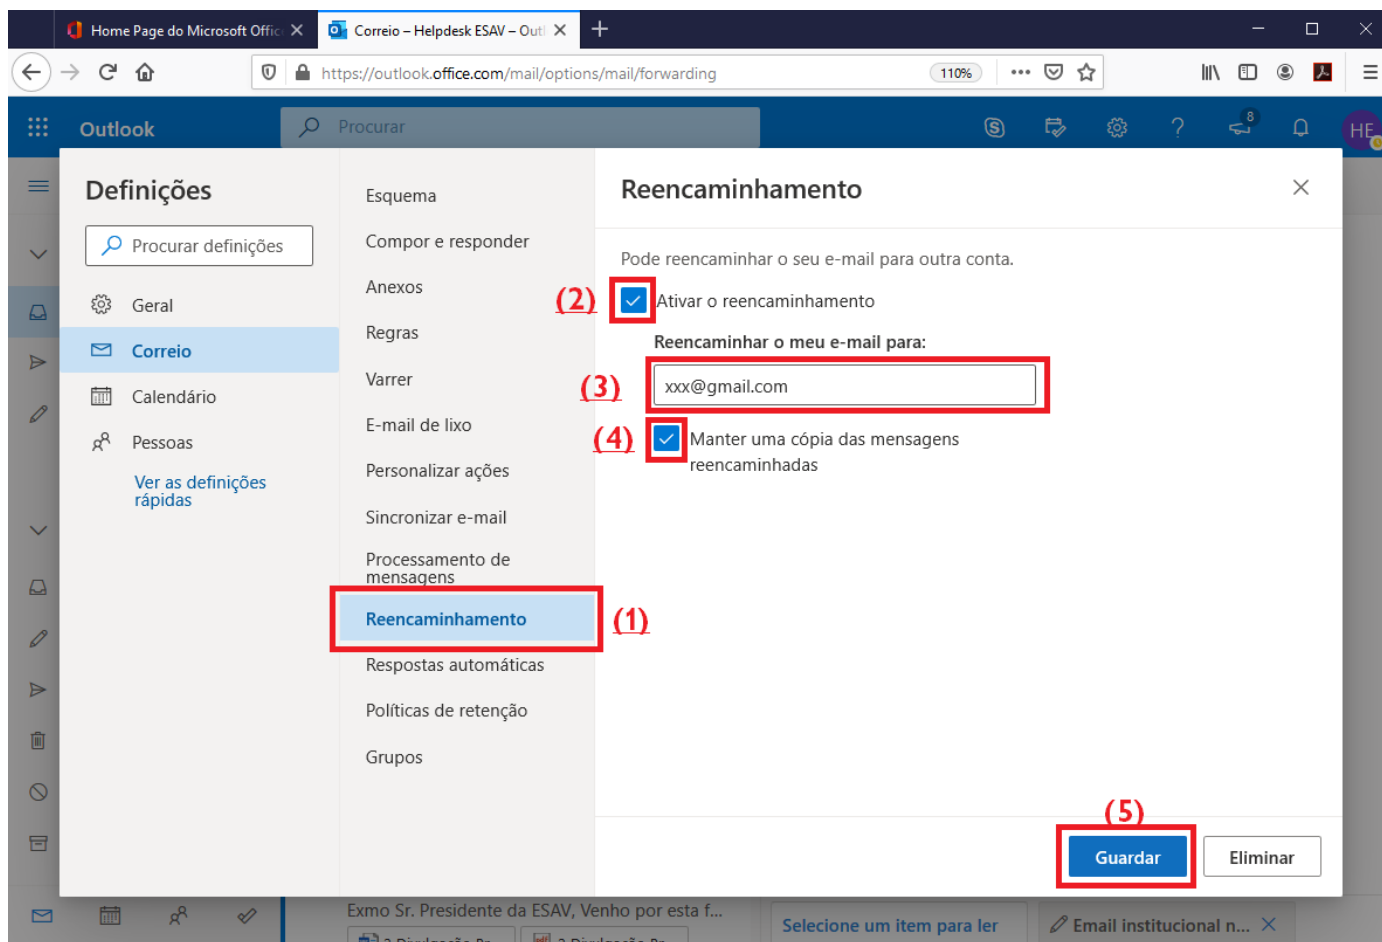 Home Page do Microsoft Offic
Correio – Helpdesk ESAV – Outl
https://outlook.office.com/mail/options/mail/forwarding
110%
Outlook
Procurar
8
HE
Definições
Procurar definições
Geral
Correio
Calendário
Pessoas
Ver as definições
rápidas
Esquema
Compor e responder
Anexos
Regras
Varrer
E-mail de lixo
Personalizar ações
Sincronizar e-mail
Processamento de
mensagens
Reencaminhamento
(1)
Respostas automáticas
Políticas de retenção
Grupos
Reencaminhamento
Pode reencaminhar o seu e-mail para outra conta.
(2)
Ativar o reencaminhamento
Reencaminhar o meu e-mail para:
(3)
xxx@gmail.com
(4)
Manter uma cópia das mensagens
reencaminhadas
(5)
Guardar
Eliminar
Exmo Sr. Presidente da ESAV, Venho por esta f...
Selecione um item para ler
Email institucional n...